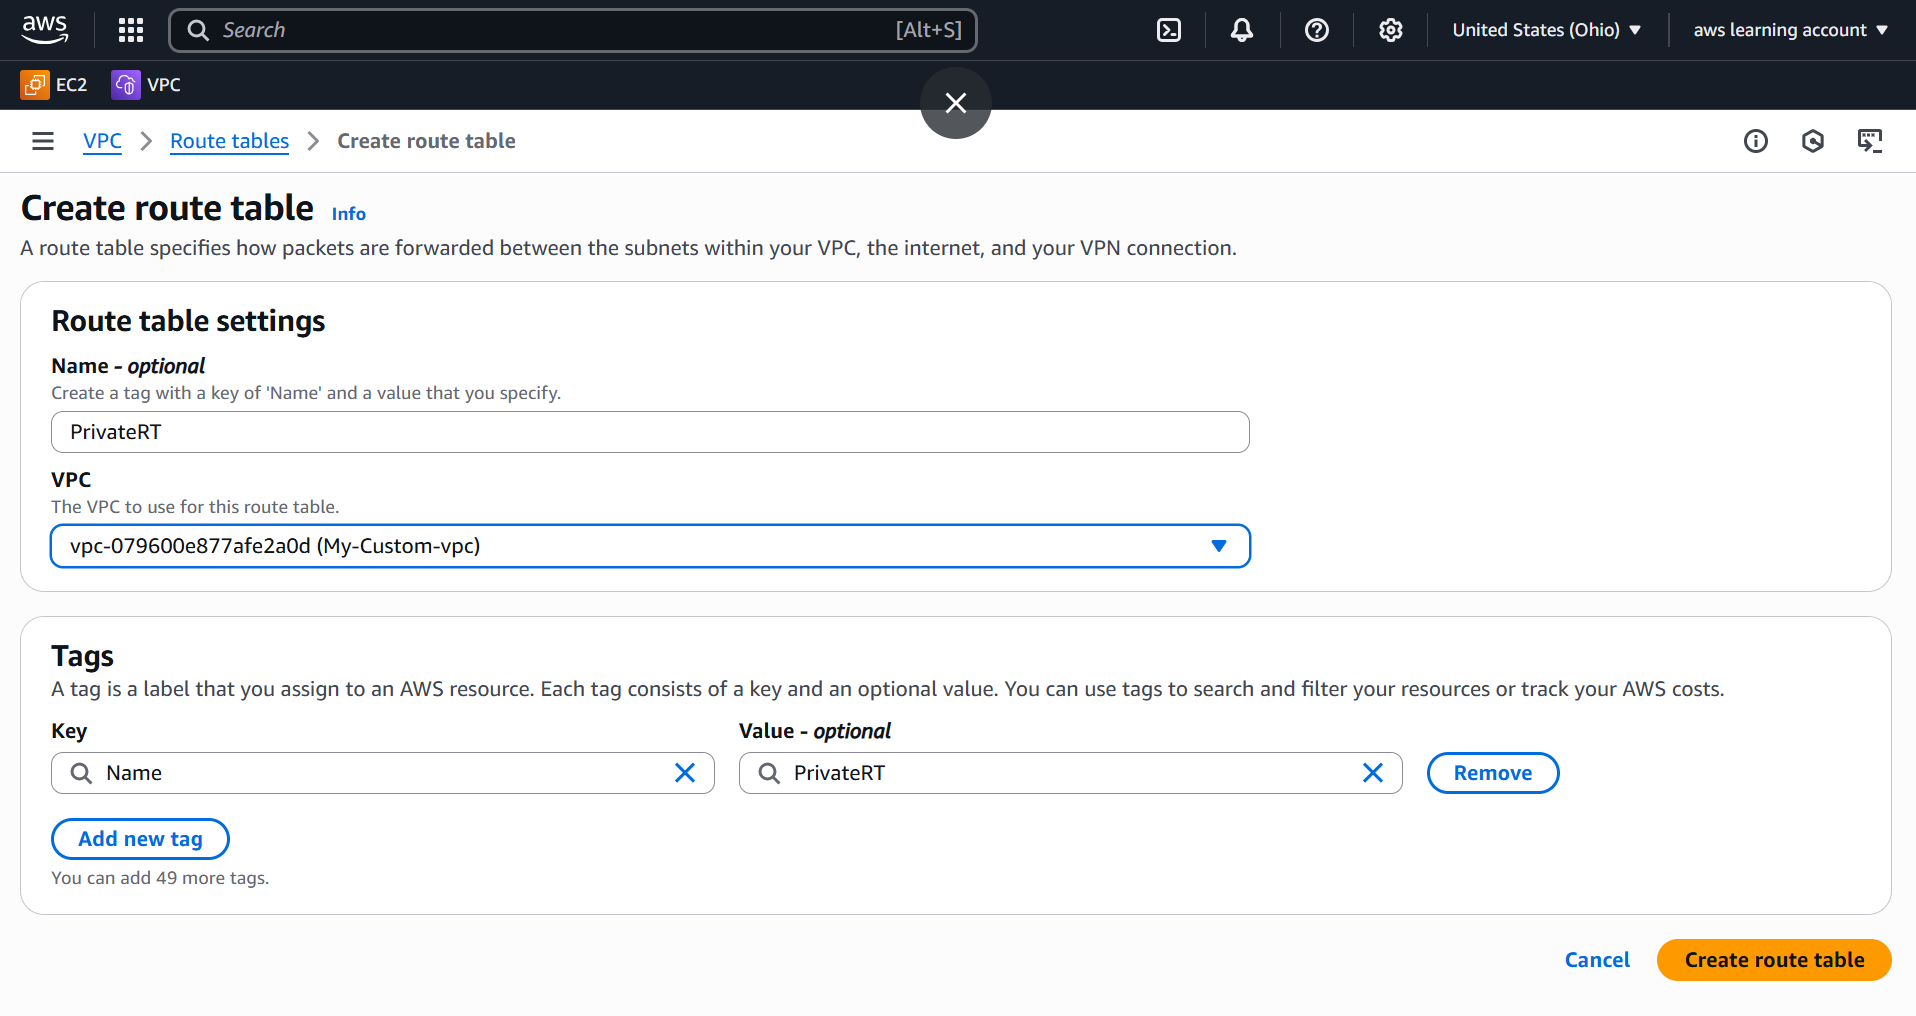 aws
Search [Alt+S]
United States (Ohio)
aws learning account
EC2
VPC
VPC
Route tables
Create route table
Create route table Info
A route table specifies how packets are forwarded between the subnets within your VPC, the internet, and your VPN connection.
Route table settings
Name - optional
Create a tag with a key of 'Name' and a value that you specify.
PrivateRT
VPC
The VPC to use for this route table.
vpc-079600e877afe2a0d (My-Custom-vpc)
Tags
A tag is a label that you assign to an AWS resource. Each tag consists of a key and an optional value. You can use tags to search and filter your resources or track your AWS costs.
Key
Value - optional
Name
PrivateRT
Remove
Add new tag
You can add 49 more tags.
Cancel
Create route table